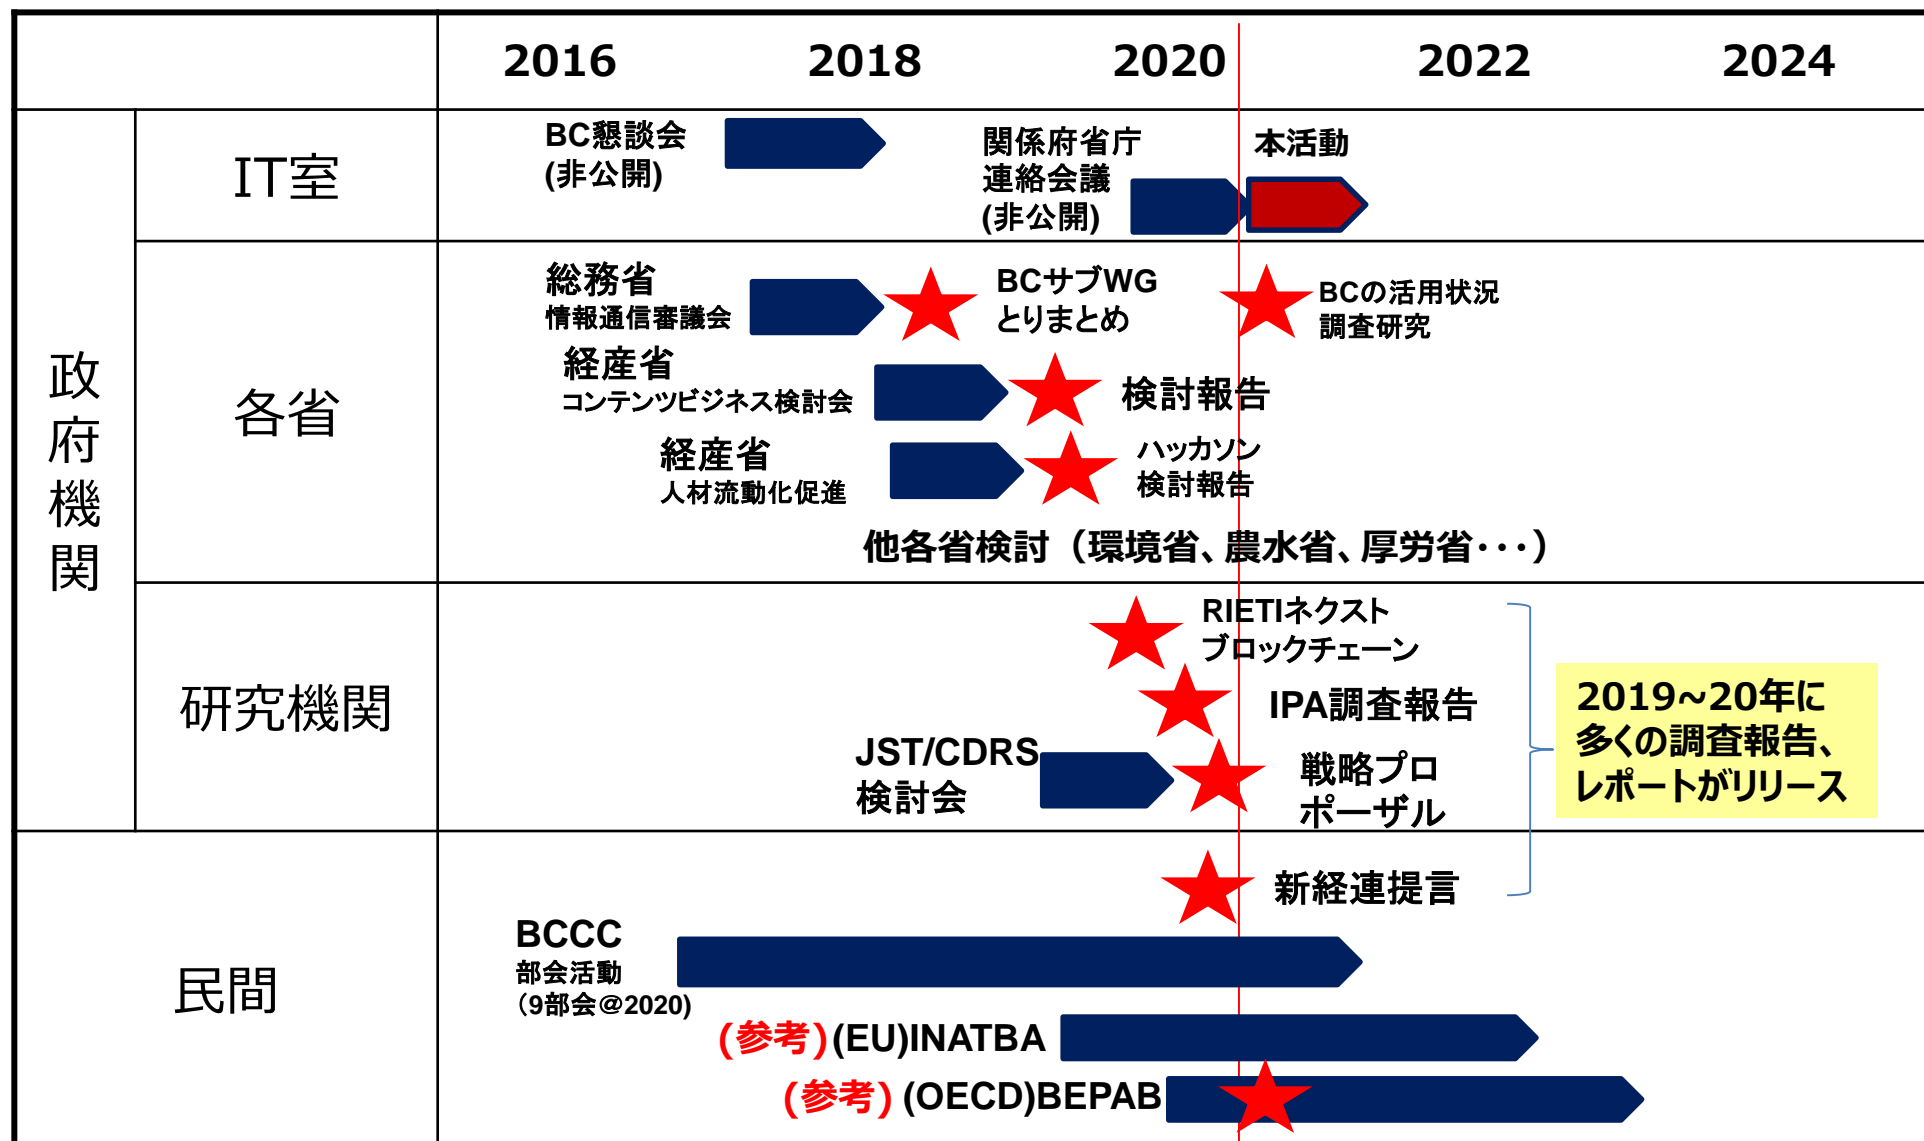 2016 2018 2020 2022 2024
政府機関
IT室
BC懇談会
(非公開)
関係府省庁
連絡会議
(非公開)
本活動
各省
総務省
情報通信審議会
BCサブWG
とりまとめ
BCの活用状況
調査研究
経産省
コンテンツビジネス検討会
検討報告
経産省
人材流動化促進
ハッカソン
検討報告
他各省検討（環境省、農水省、厚労省･･･）
研究機関
RIETIネクスト
ブロックチェーン
IPA調査報告
JST/CDRS
検討会
戦略プロ
ポーザル
2019~20年に
多くの調査報告、
レポートがリリース
民間
新経連提言
BCCC
部会活動
（9部会@2020)
(参考)(EU)INATBA
(参考)(OECD)BEPAB